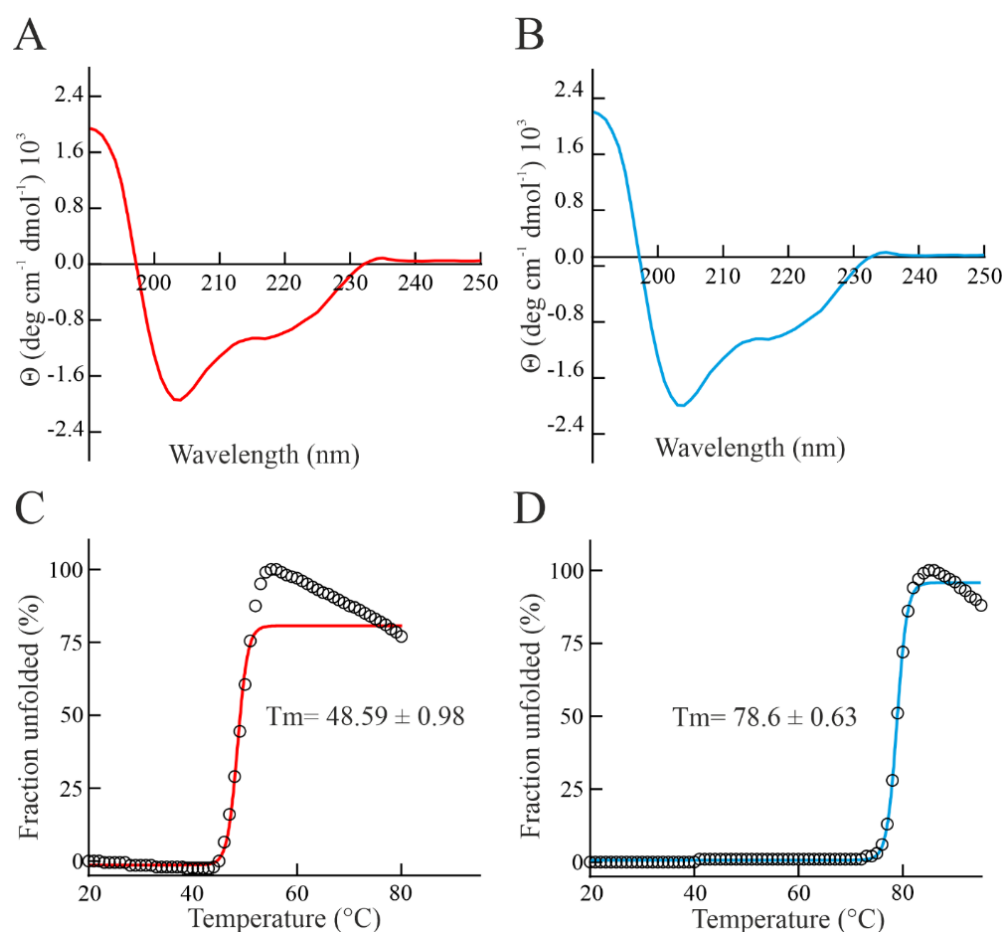 A
B
2.4
1.6
0.8
0.0
-0.8
-1.6
-2.4
Θ (deg cm⁻¹ dmol⁻¹) 10³
200 210 220 230 240 250
Wavelength (nm)
2.4
1.6
0.8
0.0
-0.8
-1.6
-2.4
Θ (deg cm⁻¹ dmol⁻¹) 10³
200 210 220 230 240 250
Wavelength (nm)
C
D
100
75
50
25
0
Fraction unfolded (%)
Tm= 48.59 ± 0.98
20 40 60 80
Temperature (°C)
100
75
50
25
0
Fraction unfolded (%)
Tm= 78.6 ± 0.63
20 40 60 80
Temperature (°C)